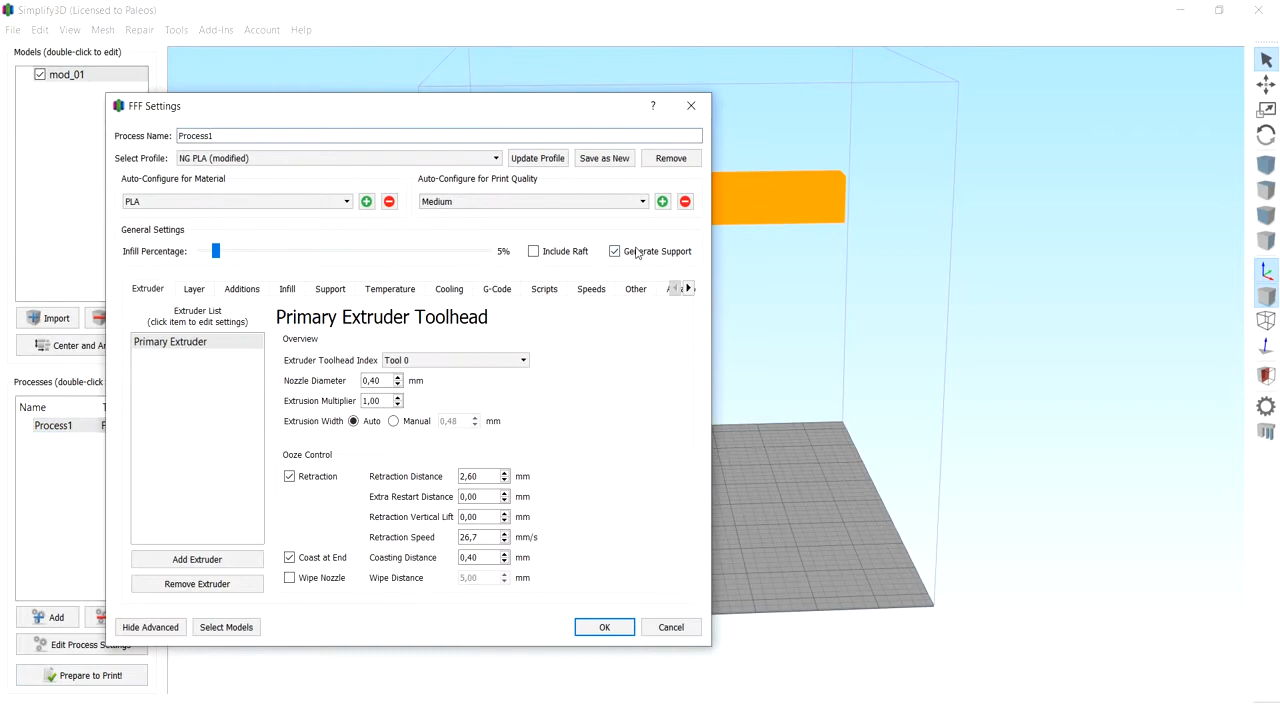 Simplify3D (Licensed to Paleos)
File Edit View Mesh Repair Tools Add-Ins Account Help
Models (double-click to edit)
mod_01
FFF Settings
?
Process Name: Process1
Select Profile: NG PLA (modified) Update Profile Save as New Remove
Auto-Configure for Material Auto-Configure for Print Quality
PLA Medium
General Settings
Infill Percentage: 5% Include Raft Generate Support
Extruder Layer Additions Infill Support Temperature Cooling G-Code Scripts Speeds Other
Extruder List
(click item to edit settings)
Primary Extruder
Primary Extruder Toolhead
Overview
Extruder Toolhead Index Tool 0
Nozzle Diameter 0,40 mm
Extrusion Multiplier 1,00
Extrusion Width Auto Manual 0,48 mm
Ooze Control
Retraction Retraction Distance 2,60 mm
Extra Restart Distance 0,00 mm
Retraction Vertical Lift 0,00 mm
Retraction Speed 26,7 mm/s
Coast at End Coasting Distance 0,40 mm
Wipe Nozzle Wipe Distance 5,00 mm
Add Extruder
Remove Extruder
Hide Advanced Select Models OK Cancel
Import
Center and Ar
Processes (double-click
Name T
Process1 F
Add
Edit Process Settings
Prepare to Print!